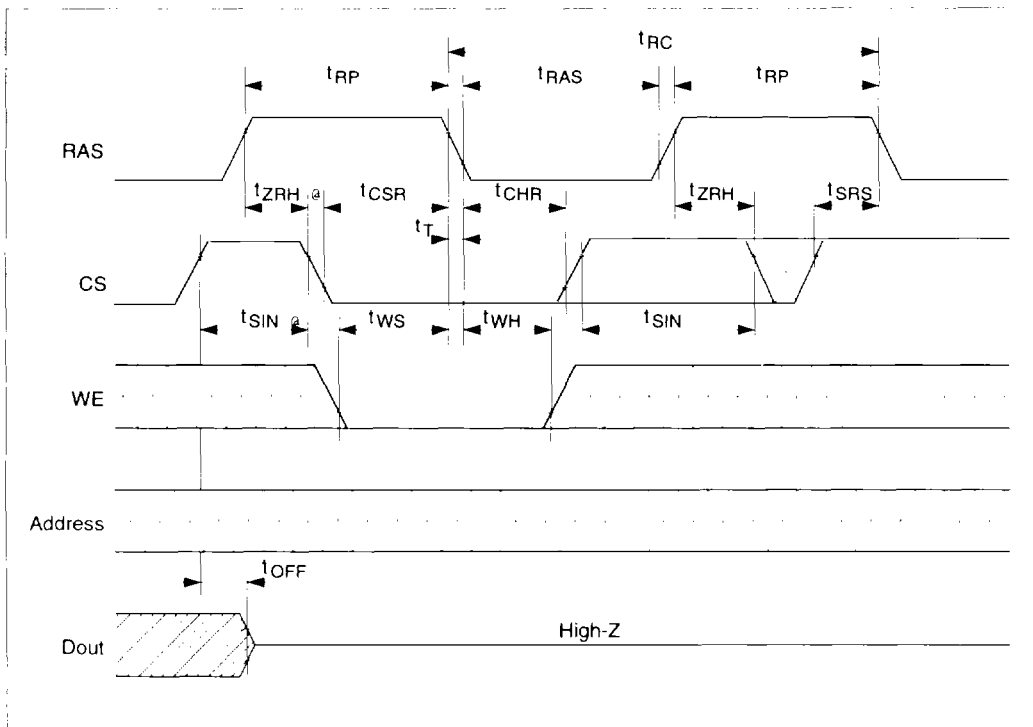 tRC
tRP tRAS tRP
RAS
tZRH @ tCSR tCHR tZRH tSRS
tT
CS
tSIN @ tWS tWH tSIN
WE
Address
tOFF
High-Z
Dout